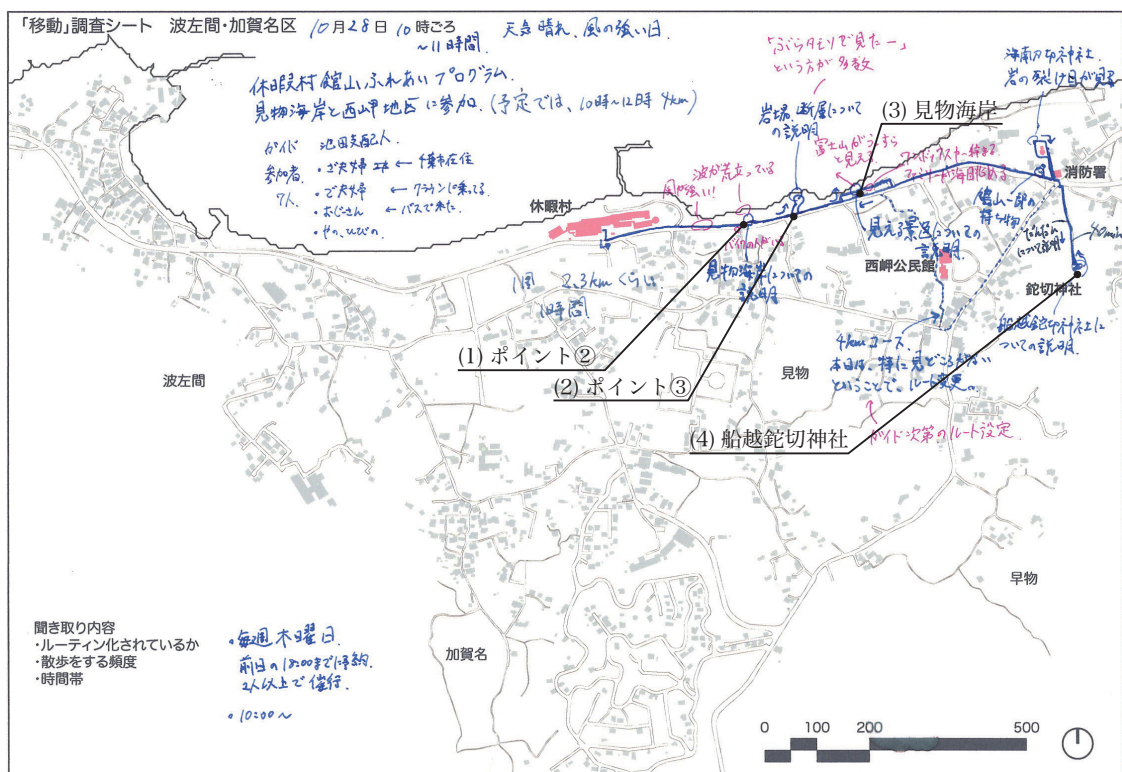 「移動」調査シート　波左間・加賀名区　10月28日 10時ごろ
～11時間
天気晴れ、風の強い日
休暇村館山ふれあいプログラム
見物海岸と西岬地区に参加.(予定では、10時～12時 4km)
ガイド　池田支配人
参加者
7人
・ご夫婦　←千葉市在住
・ご夫婦　←クラウンに乗ってる.
・おじーさん　←バスで来た.
「ぶらタモリで見たー」
という方が多数
岩場、断層について
の説明
(3) 見物海岸
富士山がうっすら
と見える
海南刀切神社
岩の裂け目が見る
消防署
波が荒立っている
風が強い!
休暇村
館山一郎の
持ち物
40min
見える景色についての
説明
西岬公民館
鉈切神社
見物海岸についての
説明
1周　2.3kmくらい
1時間
船越鉈切神社に
ついての説明.
(1) ポイント②
4kmコース.
本日は、特に見どころがない
ということで。ルート変更。
波左間
見物
(2) ポイント③
ガイド次第のルート設定.
(4) 船越鉈切神社
早物
聞き取り内容
・ルーティン化されているか
・散歩をする頻度
・時間帯
・毎週木曜日.
前日の18:00までに予約.
2人以上で催行.
・10:00～
加賀名
0　100　200　500